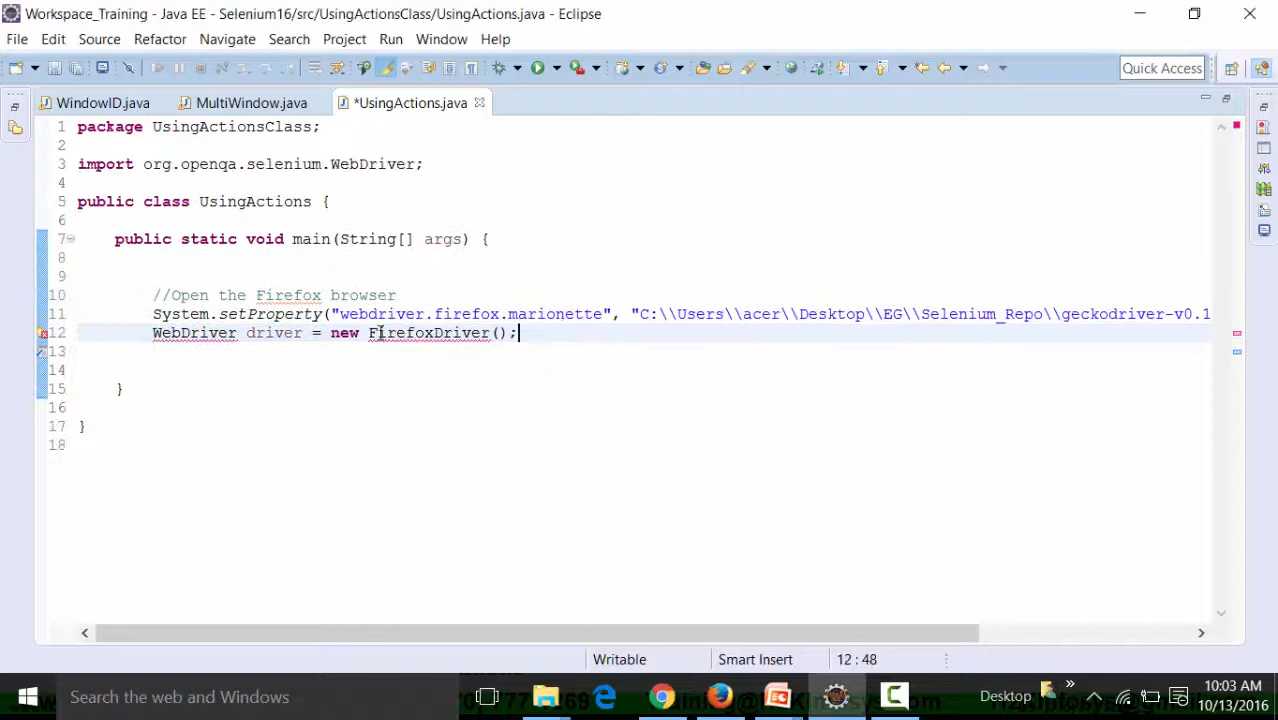 Workspace_Training - Java EE - Selenium16/src/UsingActionsClass/UsingActions.java - Eclipse
File Edit Source Refactor Navigate Search Project Run Window Help
Quick Access
WindowID.java MultiWindow.java *UsingActions.java
1 package UsingActionsClass;
2
3 import org.openqa.selenium.WebDriver;
4
5 public class UsingActions {
6
7 public static void main(String[] args) {
8
9
10 //Open the Firefox browser
11 System.setProperty("webdriver.firefox.marionette", "C:\\Users\\acer\\Desktop\\EG\\Selenium_Repo\\geckodriver-v0.1
12 WebDriver driver = new FirefoxDriver();
13
14
15 }
16
17 }
18
Writable Smart Insert 12 : 48
Search the web and Windows
Desktop
10:03 AM
10/13/2016